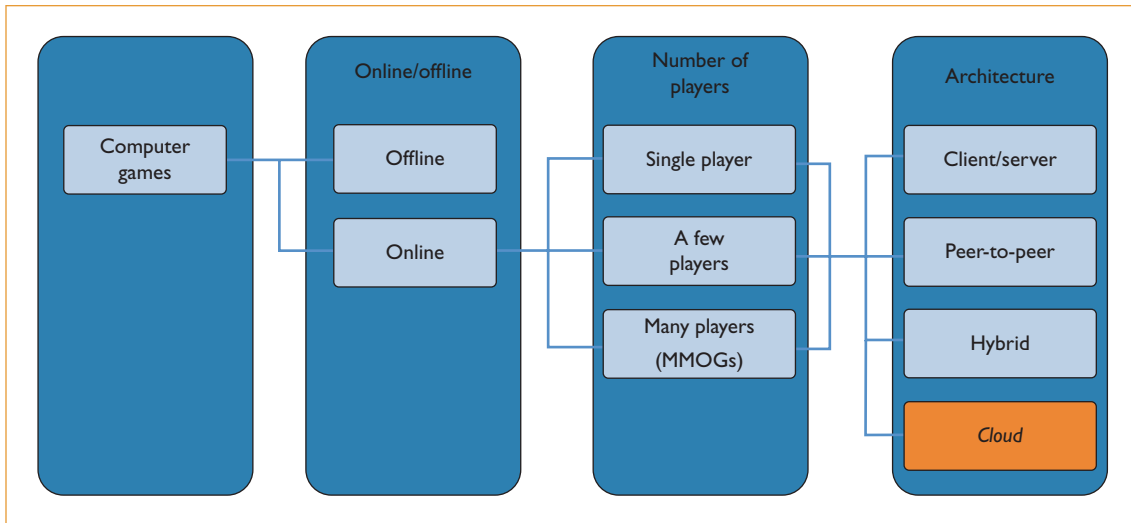 Computer
games
Online/offline
Offline
Online
Number of
players
Single player
A few
players
Many players
(MMOGs)
Architecture
Client/server
Peer-to-peer
Hybrid
Cloud